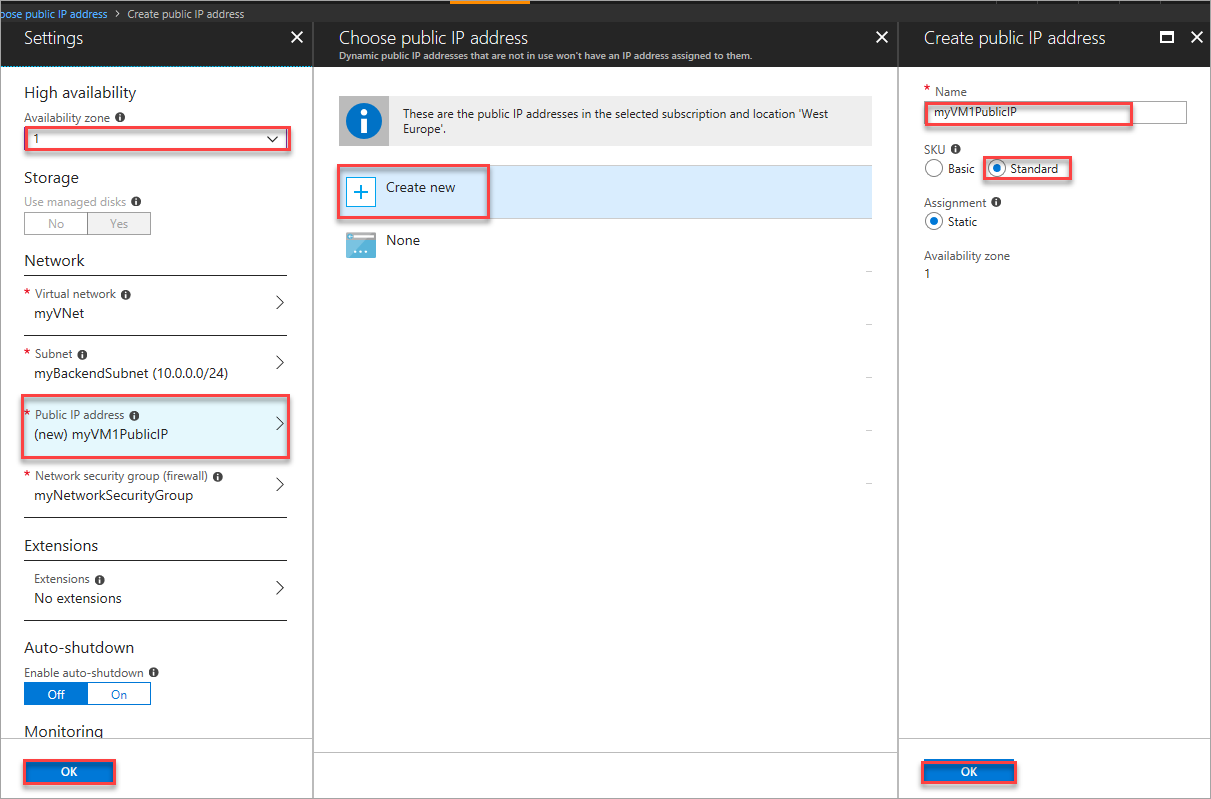 oose public IP address > Create public IP address
Settings
High availability
Availability zone
1
Storage
Use managed disks
No Yes
Network
* Virtual network
myVNet
* Subnet
myBackendSubnet (10.0.0.0/24)
* Public IP address
(new) myVM1PublicIP
* Network security group (firewall)
myNetworkSecurityGroup
Extensions
Extensions
No extensions
Auto-shutdown
Enable auto-shutdown
Off On
Monitoring
OK
Choose public IP address
Dynamic public IP addresses that are not in use won't have an IP address assigned to them.
These are the public IP addresses in the selected subscription and location 'West
Europe'.
Create new
None
Create public IP address
* Name
myVM1PublicIP
SKU
Basic Standard
Assignment
Static
Availability zone
1
OK